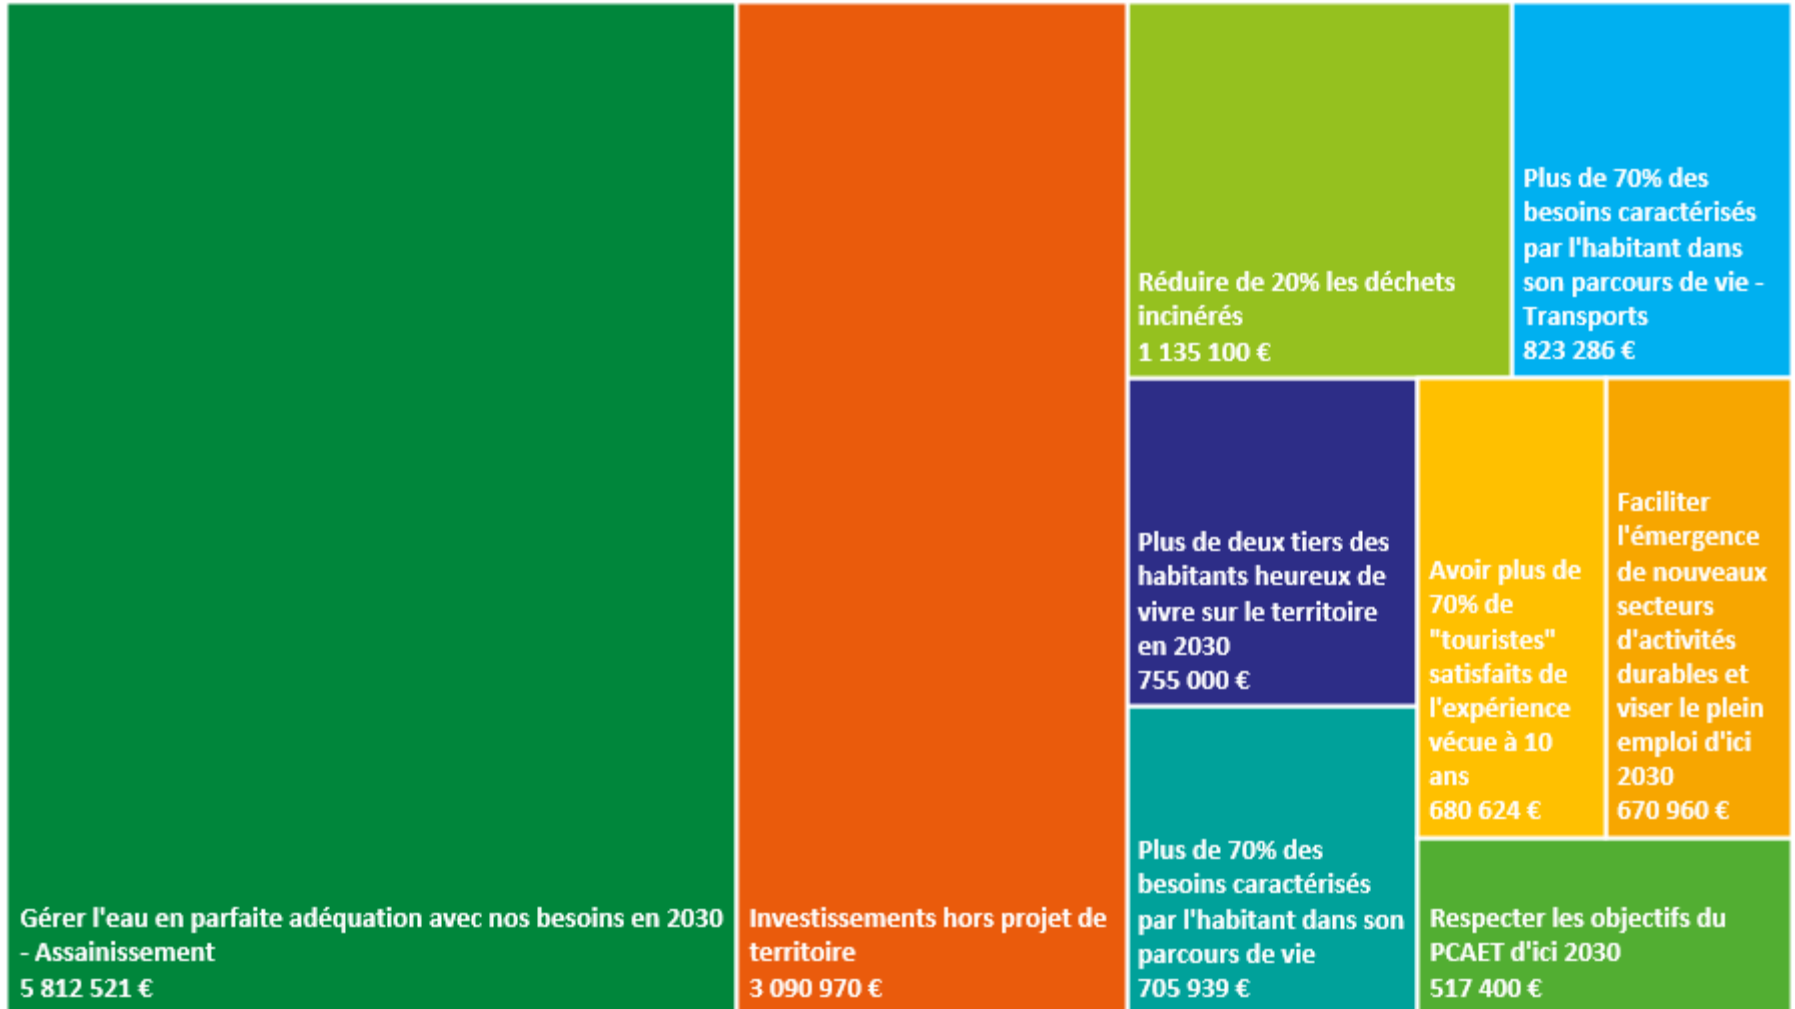 Gérer l'eau en parfaite adéquation avec nos besoins en 2030
- Assainissement
5 812 521 €
Investissements hors projet de
territoire
3 090 970 €
Réduire de 20% les déchets
incinérés
1 135 100 €
Plus de 70% des
besoins caractérisés
par l'habitant dans
son parcours de vie -
Transports
823 286 €
Plus de deux tiers des
habitants heureux de
vivre sur le territoire
en 2030
755 000 €
Plus de 70% des
besoins caractérisés
par l'habitant dans son
parcours de vie
705 939 €
Avoir plus de
70% de
"touristes"
satisfaits de
l'expérience
vécue à 10
ans
680 624 €
Faciliter
l'émergence
de nouveaux
secteurs
d'activités
durables et
viser le plein
emploi d'ici
2030
670 960 €
Respecter les objectifs du
PCAET d'ici 2030
517 400 €